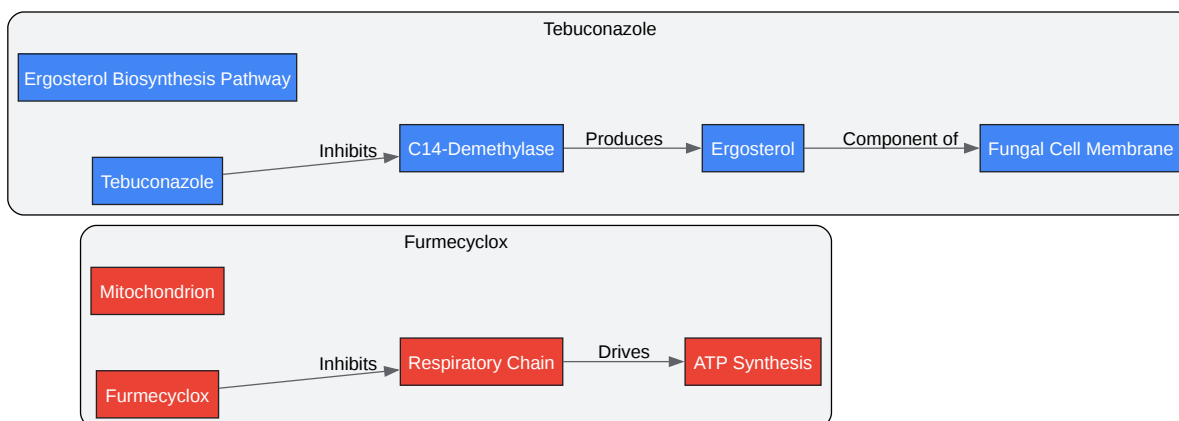 Tebuconazole
Ergosterol Biosynthesis Pathway
Tebuconazole
Inhibits
C14-Demethylase
Produces
Ergosterol
Component of
Fungal Cell Membrane
Furmecyclox
Mitochondrion
Furmecyclox
Inhibits
Respiratory Chain
Drives
ATP Synthesis